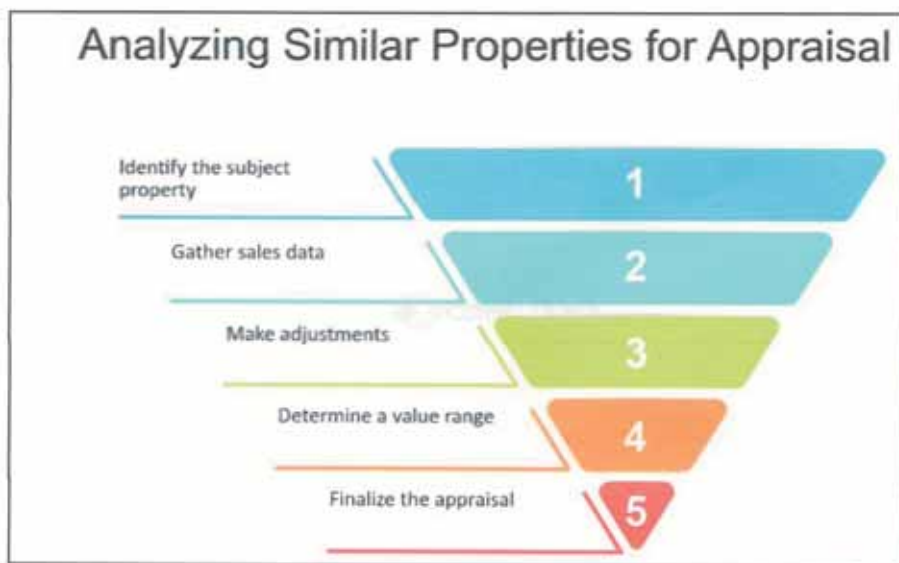 Analyzing Similar Properties for Appraisal
Identify the subject
property
1
Gather sales data
2
Make adjustments
3
Determine a value range
4
Finalize the appraisal
5